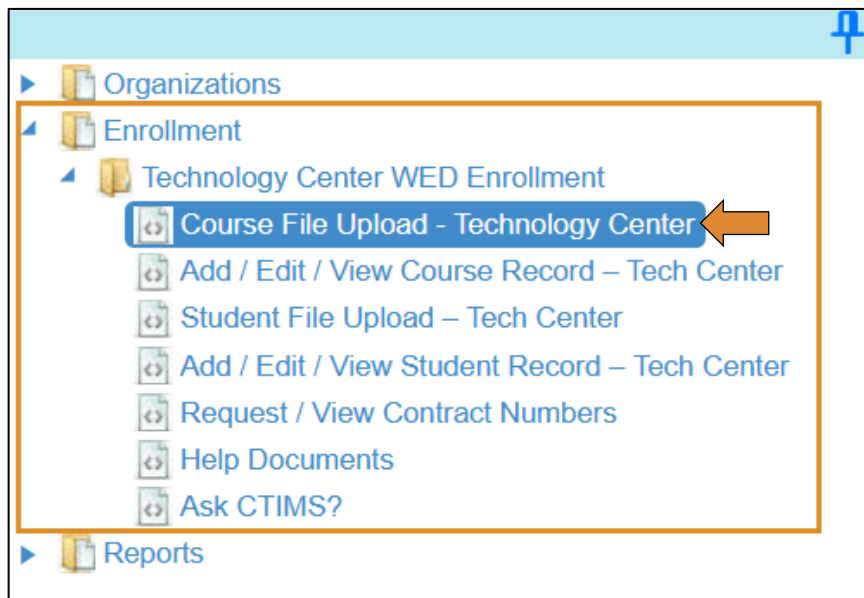 Organizations
Enrollment
Technology Center WED Enrollment
Course File Upload - Technology Center
Add / Edit / View Course Record – Tech Center
Student File Upload – Tech Center
Add / Edit / View Student Record – Tech Center
Request / View Contract Numbers
Help Documents
Ask CTIMS?
Reports